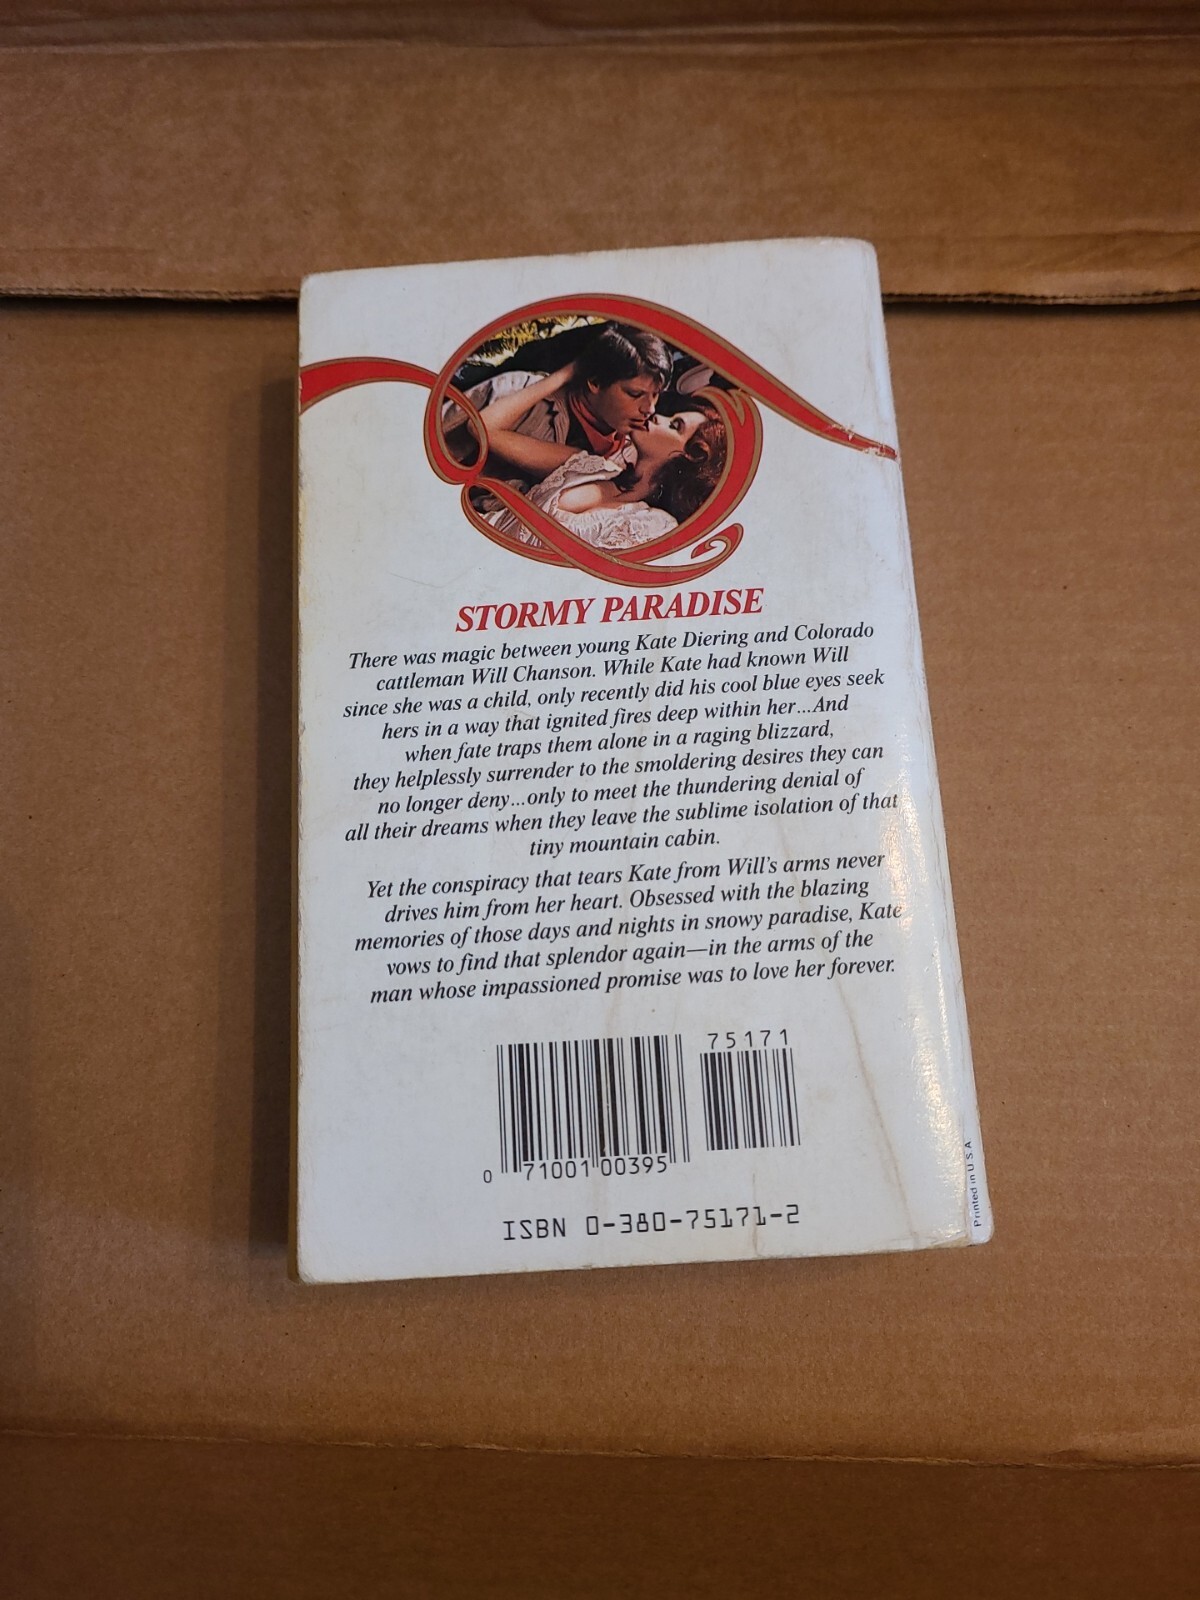 STORMY PARADISE
There was magic between young Kate Diering and Colorado
cattleman Will Chanson. While Kate had known Will
since she was a child, only recently did his cool blue eyes seek
hers in a way that ignited fires deep within her...And
when fate traps them alone in a raging blizzard,
they helplessly surrender to the smoldering desires they can
no longer deny...only to meet the thundering denial of
all their dreams when they leave the sublime isolation of that
tiny mountain cabin.
Yet the conspiracy that tears Kate from Will's arms never
drives him from her heart. Obsessed with the blazing
memories of those days and nights in snowy paradise, Kate
vows to find that splendor again—in the arms of the
man whose impassioned promise was to love her forever.
75171
0 71001 00395
ISBN 0-380-75171-2
Printed in U S A